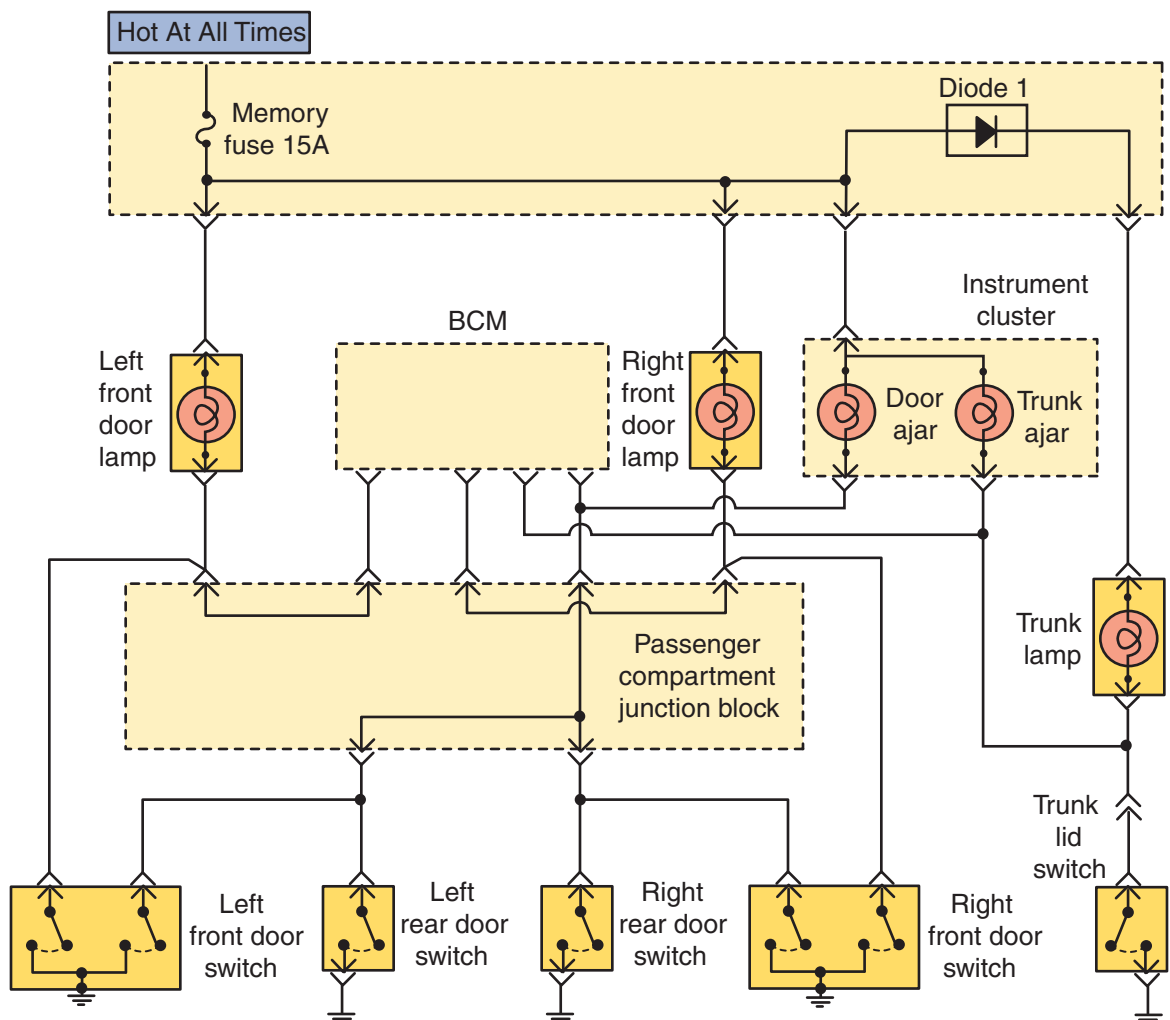 Hot At All Times
Diode 1
Memory
fuse 15A
Instrument
cluster
BCM
Left
front
door
lamp
Right
front
door
lamp
Door
ajar
Trunk
ajar
Passenger
compartment
junction block
Trunk
lamp
Trunk
lid
switch
Left
front door
switch
Left
rear door
switch
Right
rear door
switch
Right
front door
switch